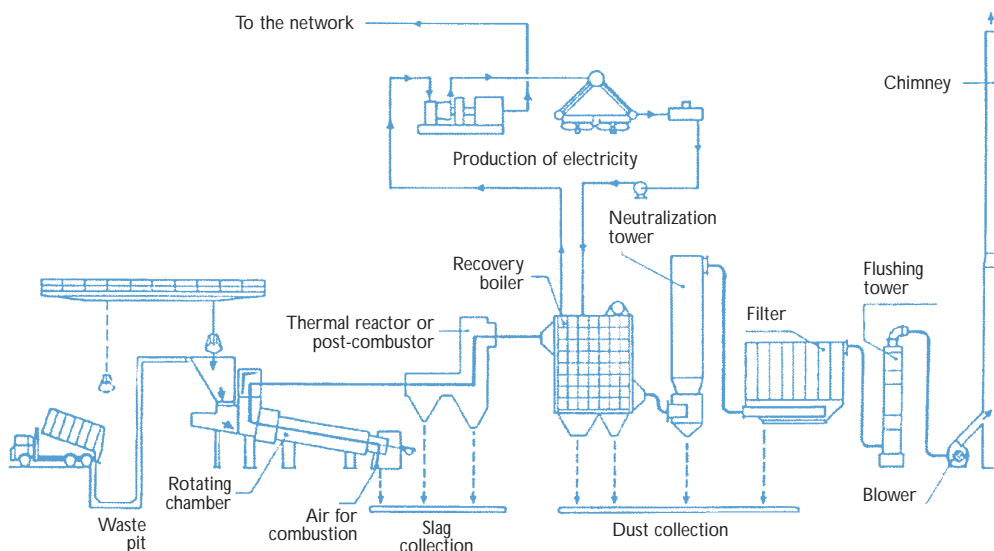 To the network
Chimney
Production of electricity
Neutralization
tower
Recovery
boiler
Flushing
tower
Thermal reactor or
post-combustor
Filter
Rotating
chamber
Air for
combustion
Waste
pit
Slag
collection
Dust collection
Blower